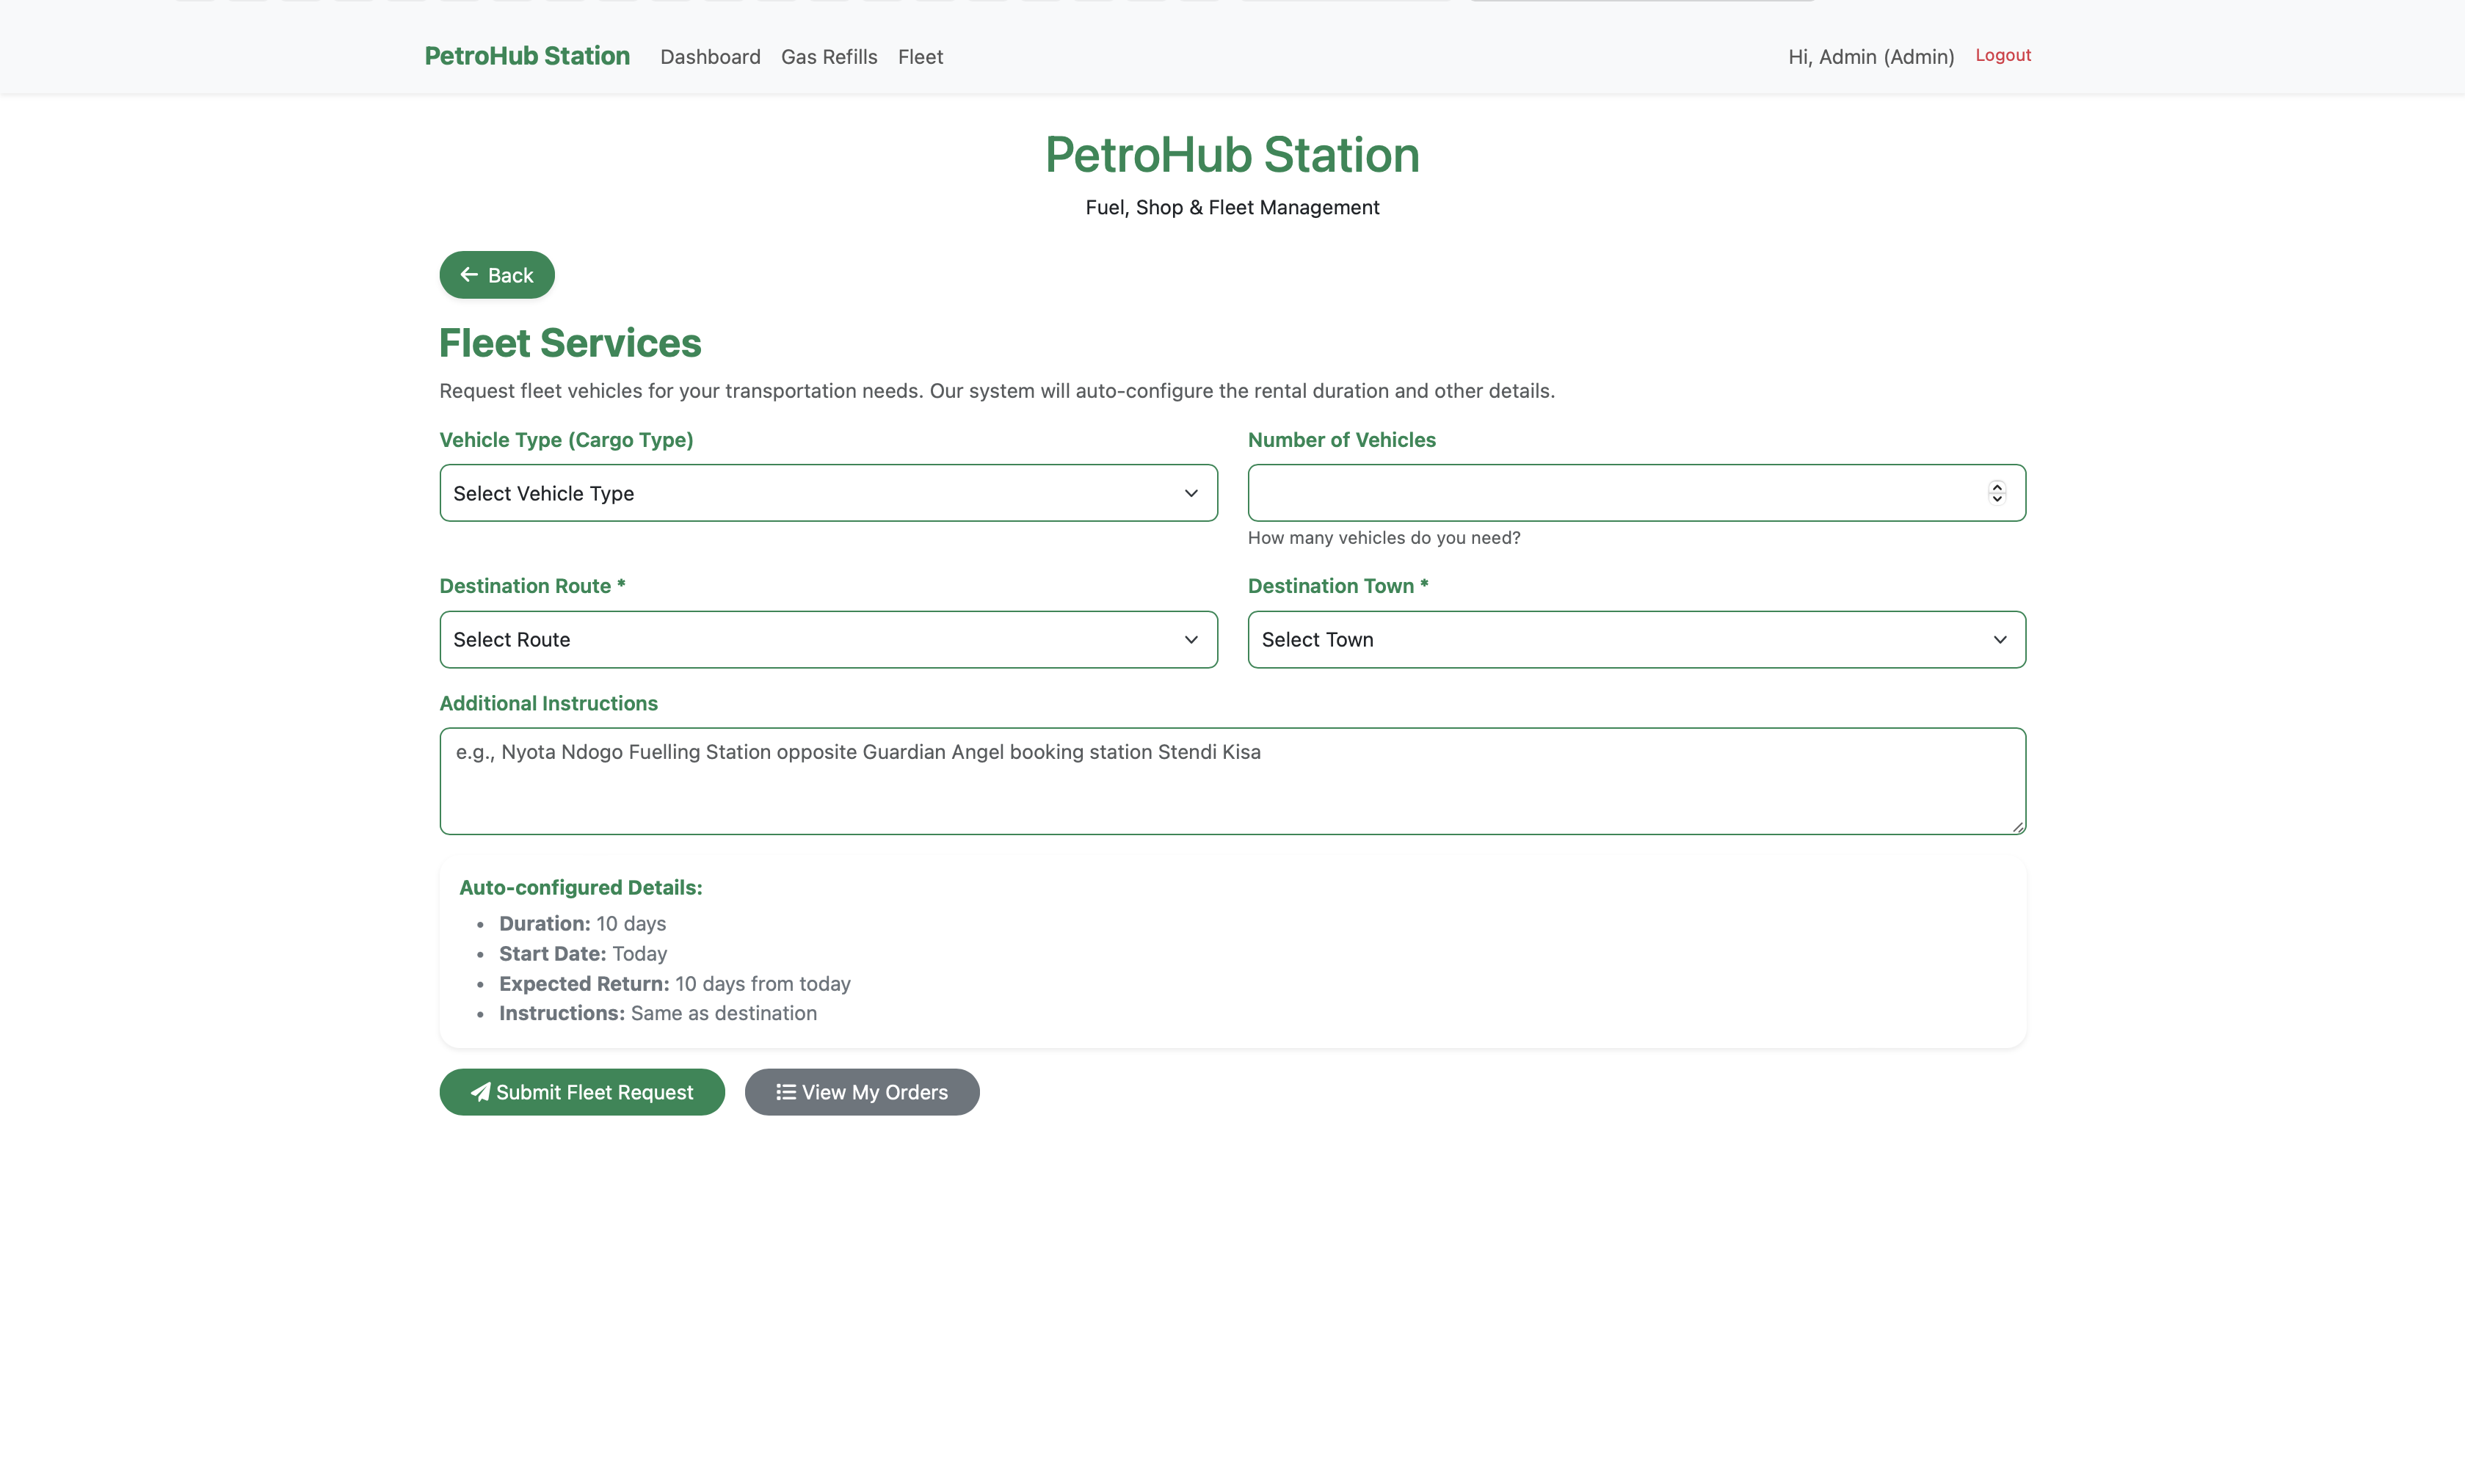 PetroHub Station Dashboard Gas Refills Fleet Hi, Admin (Admin) Logout
PetroHub Station
Fuel, Shop & Fleet Management
Back
Fleet Services
Request fleet vehicles for your transportation needs. Our system will auto-configure the rental duration and other details.
Vehicle Type (Cargo Type)
Select Vehicle Type
Number of Vehicles
How many vehicles do you need?
Destination Route *
Select Route
Destination Town *
Select Town
Additional Instructions
e.g., Nyota Ndogo Fuelling Station opposite Guardian Angel booking station Stendi Kisa
Auto-configured Details:
• Duration: 10 days
• Start Date: Today
• Expected Return: 10 days from today
• Instructions: Same as destination
Submit Fleet Request
View My Orders